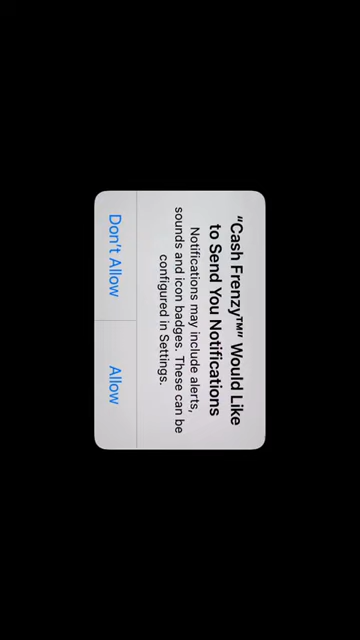 "Cash Frenzy™" Would Like
to Send You Notifications
Notifications may include alerts,
sounds and icon badges. These can be
configured in Settings.
Don't Allow
Allow